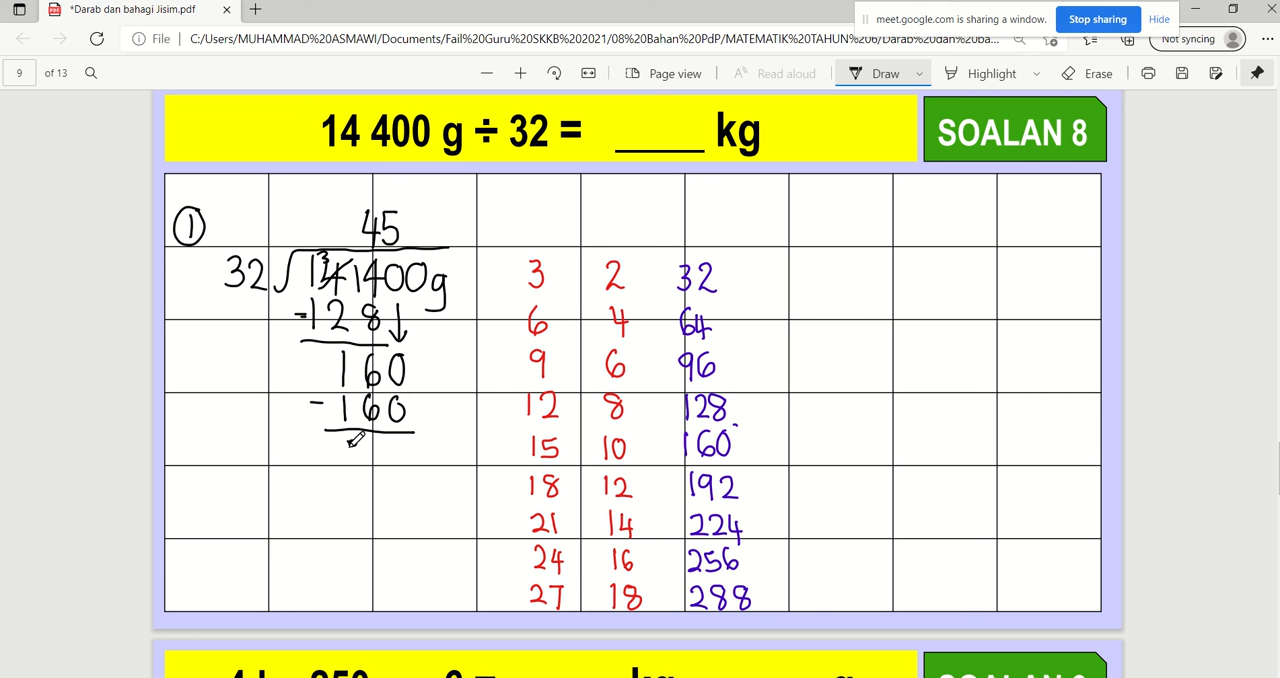 *Darab dan bahagi Jisim.pdf
meet.google.com is sharing a window. Stop sharing Hide
File C:/Users/MUHAMMAD%20ASMAWI/Documents/Fail%20Guru%20SKKB%202021/08%20Bahan%20PdP/MATEMATIK%20TAHUN%206/Darab%20dan%20ba... Not syncing
9 of 13 Page view Read aloud Draw Highlight Erase
14 400 g ÷ 32 = _____ kg SOALAN 8
1
45
32 14400g
3 2 32
-128
6 4 64
160
9 6 96
-160
12 8 128
15 10 160
18 12 192
21 14 224
24 16 256
27 18 288